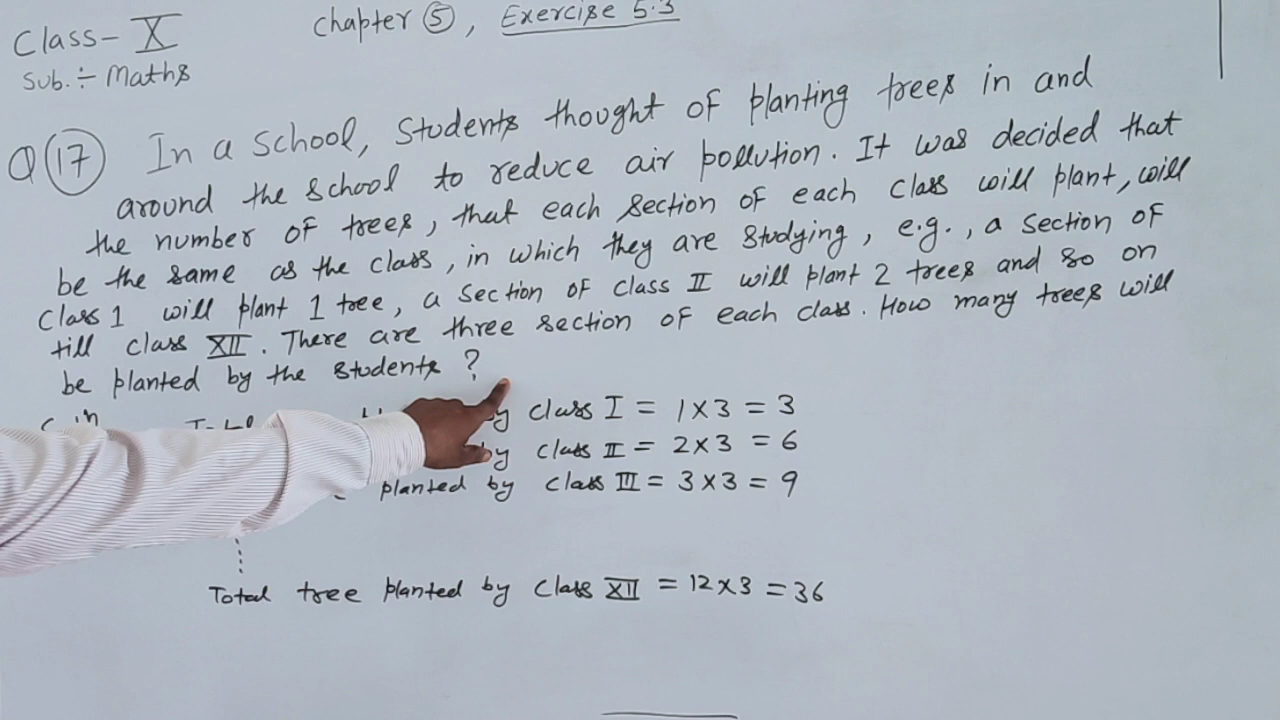 Class - X
Chapter 5, Exercise 5.3
Sub. ÷ Maths
Q 17 In a School, Students thought of planting trees in and
around the school to reduce air pollution. It was decided that
the number of trees, that each section of each class will plant, will
be the same as the class, in which they are studying, e.g., a section of
Class 1 will plant 1 tree, a section of class II will plant 2 trees and so on
till class XII. There are three section of each class. How many trees will
be planted by the students ?
by class I = 1 × 3 = 3
by class II = 2 × 3 = 6
planted by class III = 3 × 3 = 9
Total tree planted by Class XII = 12 × 3 = 36